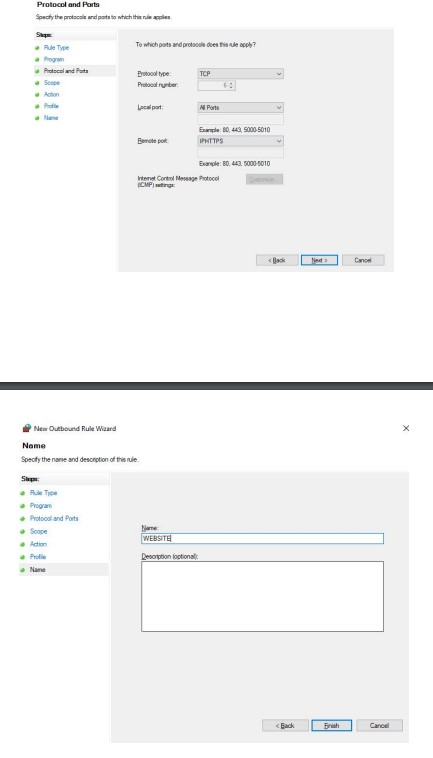 Protocol and Ports
Specify the protocols and ports to which this rule applies.
Steps:
Rule Type
Program
Protocol and Ports
Scope
Action
Profile
Name
To which ports and protocols does this rule apply?
Protocol type: TCP
Protocol number: 6
Local port: All Ports
Example: 80, 443, 5000-5010
Remote port: IPHTTPS
Example: 80, 443, 5000-5010
Internet Control Message Protocol
(ICMP) settings: Customize...
< Back Next > Cancel
New Outbound Rule Wizard
Name
Specify the name and description of this rule.
Steps:
Rule Type
Program
Protocol and Ports
Scope
Action
Profile
Name
Name:
WEBSITE
Description (optional):
< Back Finish Cancel